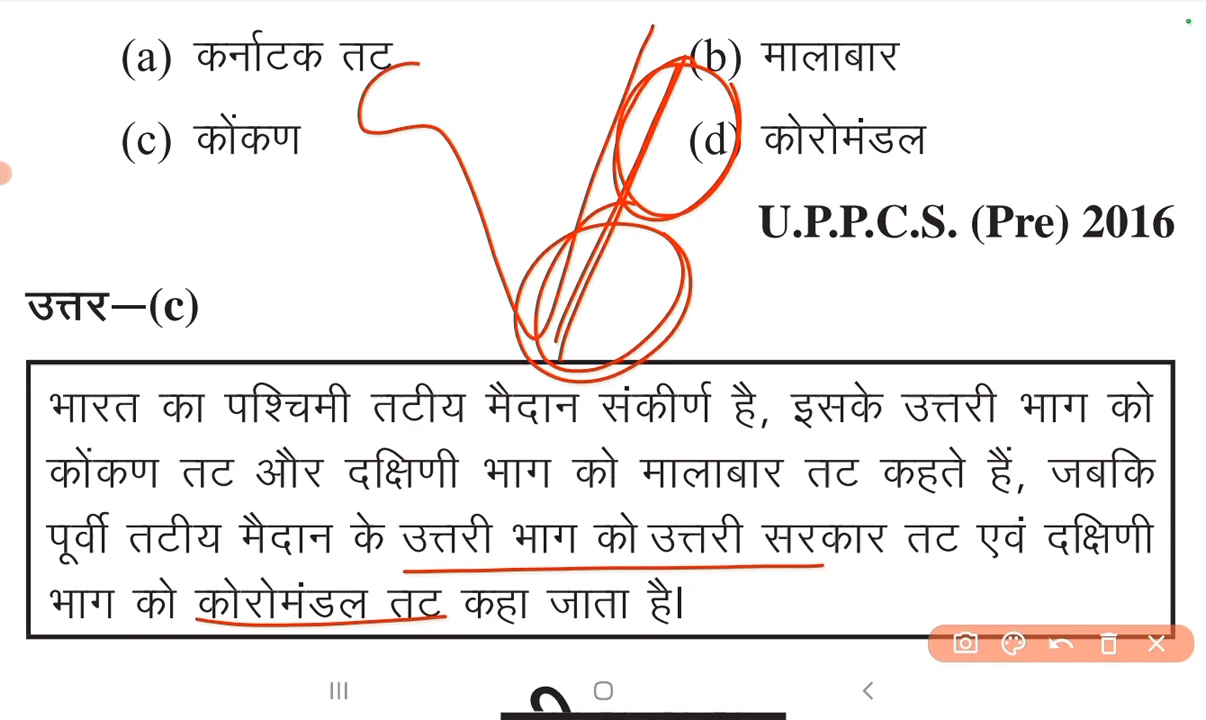 (a) कर्नाटक तट (b) मालाबार
(c) कोंकण (d) कोरोमंडल
U.P.P.C.S. (Pre) 2016
उत्तर—(c)
भारत का पश्चिमी तटीय मैदान संकीर्ण है, इसके उत्तरी भाग को
कोंकण तट और दक्षिणी भाग को मालाबार तट कहते हैं, जबकि
पूर्वी तटीय मैदान के उत्तरी भाग को उत्तरी सरकार तट एवं दक्षिणी
भाग को कोरोमंडल तट कहा जाता है।